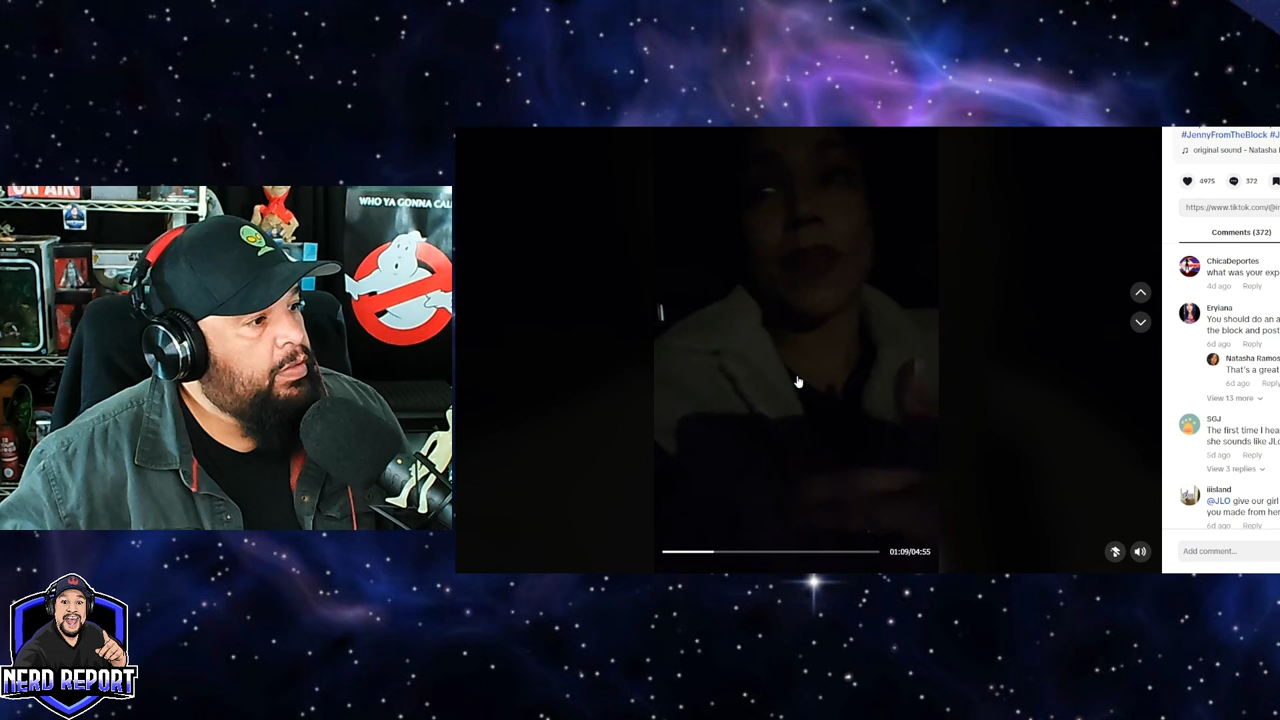 ON AIR
WHO YA GONNA CAL
#JennyFromTheBlock #J
original sound - Natasha
4975
372
https://www.tiktok.com/@i
Comments (372)
ChicaDeportes
what was your exp
4d ago Reply
Eryiana
You should do an a
the block and post
6d ago Reply
Natasha Ramos
That's a great
6d ago Reply
View 13 more
SGJ
The first time I hea
she sounds like JLo
5d ago Reply
View 3 replies
iiisland
@JLO give our girl
you made from her
6d ago Reply
Add comment...
01:09/04:55
NERD REPORT